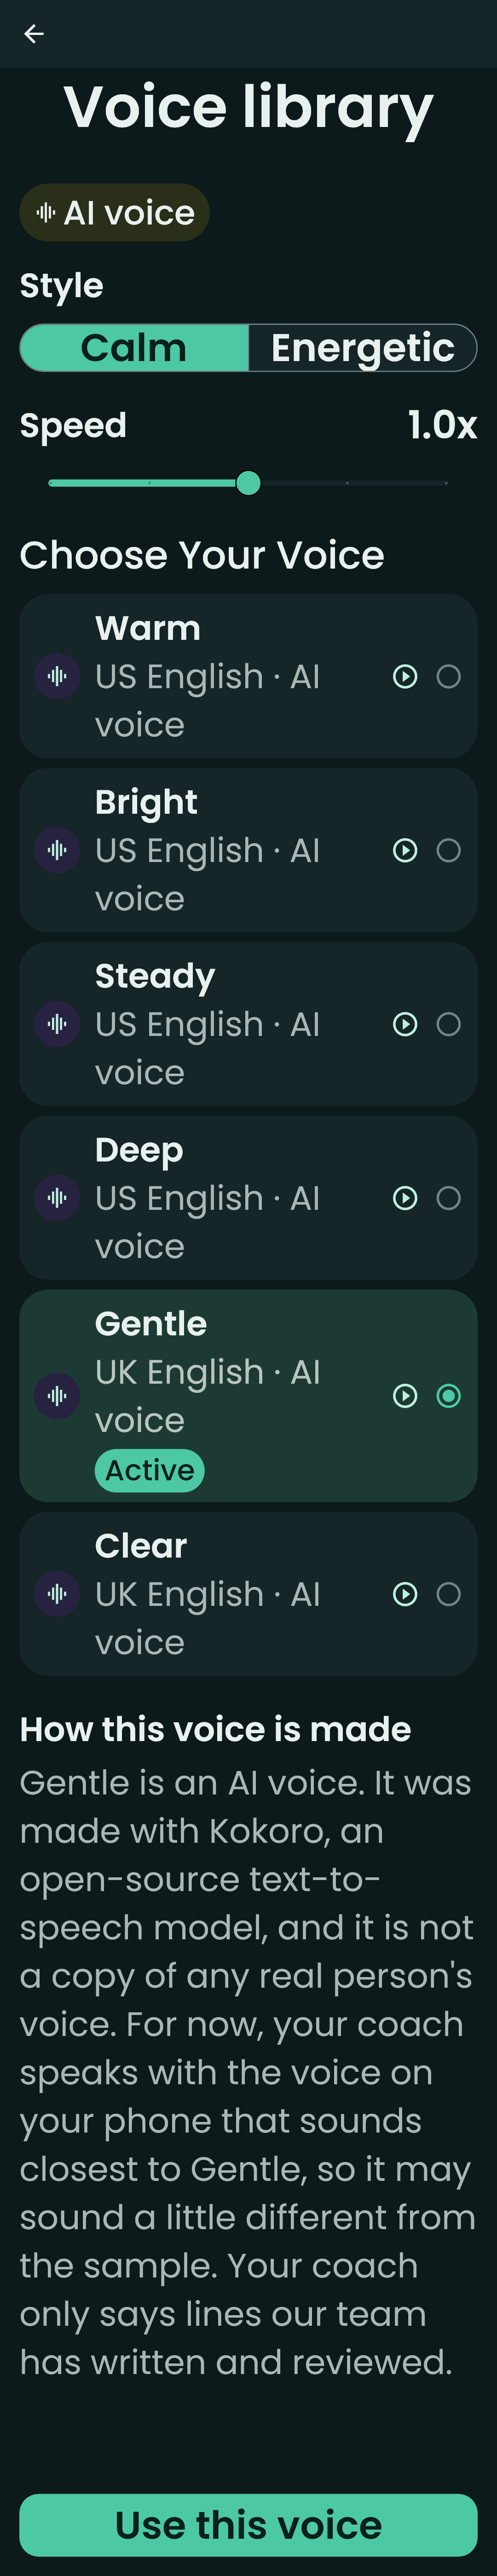 Voice library
AI voice
Style
Calm
Energetic
Speed
1.0x
Choose Your Voice
Warm
US English · AI
voice
Bright
US English · AI
voice
Steady
US English · AI
voice
Deep
US English · AI
voice
Gentle
UK English · AI
voice
Active
Clear
UK English · AI
voice
How this voice is made
Gentle is an AI voice. It was
made with Kokoro, an
open-source text-to-
speech model, and it is not
a copy of any real person's
voice. For now, your coach
speaks with the voice on
your phone that sounds
closest to Gentle, so it may
sound a little different from
the sample. Your coach
only says lines our team
has written and reviewed.
Use this voice